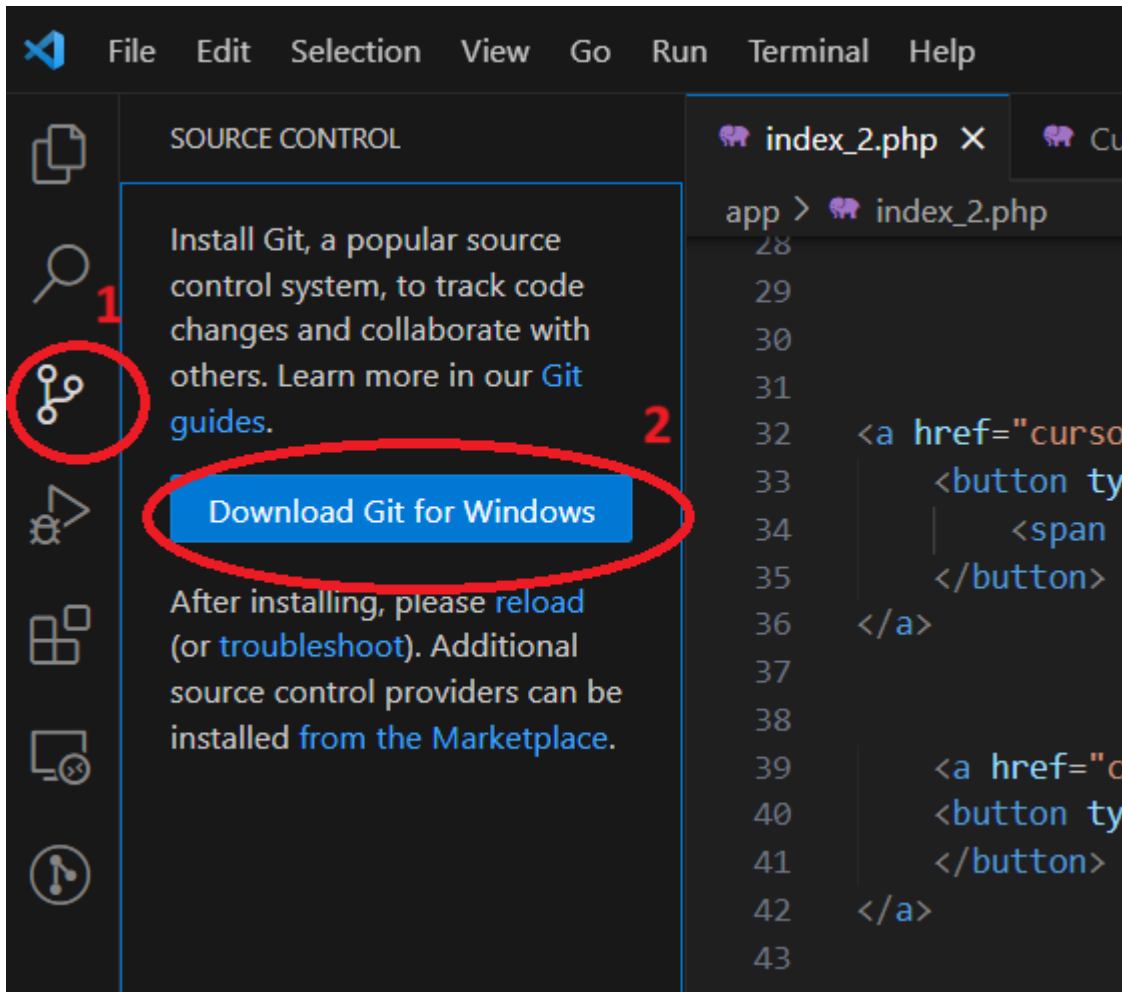 File Edit Selection View Go Run Terminal Help
SOURCE CONTROL
Install Git, a popular source
control system, to track code
changes and collaborate with
others. Learn more in our Git
guides.
Download Git for Windows
After installing, please reload
(or troubleshoot). Additional
source control providers can be
installed from the Marketplace.
1
2
index_2.php
app > index_2.php
28
29
30
31
32 <a href="curso
33 <button ty
34 <span
35 </button>
36 </a>
37
38
39 <a href="c
40 <button ty
41 </button>
42 </a>
43